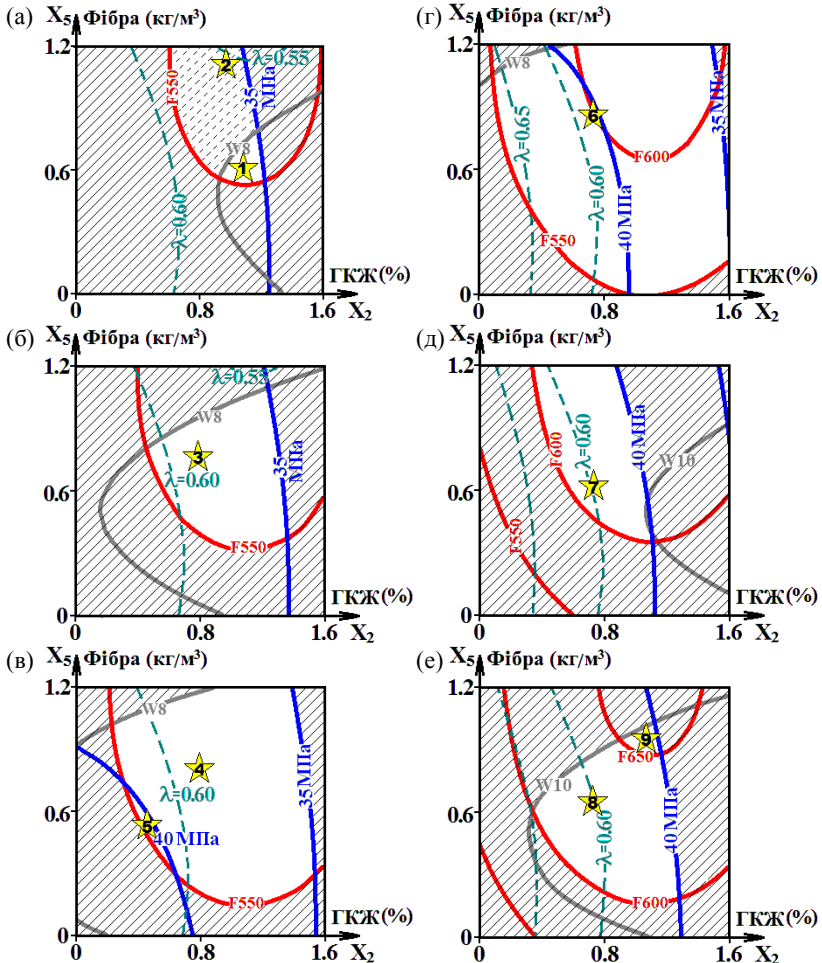 (а)
X₅ Фібра (кг/м³)
1.2
0.6
0
0
0.8
1.6
ГКЖ(%)
X₂
F550
λ=0.55
35 МПа
W8
λ=0.60
2
1
(б)
X₅ Фібра (кг/м³)
1.2
0.6
0
0
0.8
1.6
ГКЖ(%)
X₂
λ=0.55
W8
35 МПа
3
λ=0.60
F550
(в)
X₅ Фібра (кг/м³)
1.2
0.6
0
0
0.8
1.6
ГКЖ(%)
X₂
W8
4
λ=0.60
35 МПа
5
40 МПа
F550
(г)
X₅ Фібра (кг/м³)
1.2
0.6
0
0
0.8
1.6
ГКЖ(%)
X₂
W8
35 МПа
λ=0.65
6
F600
λ=0.60
40 МПа
F550
(д)
X₅ Фібра (кг/м³)
1.2
0.6
0
0
0.8
1.6
ГКЖ(%)
X₂
F600
λ=0.60
40 МПа
W10
7
F550
(е)
X₅ Фібра (кг/м³)
1.2
0.6
0
0
0.8
1.6
ГКЖ(%)
X₂
9
F650
W10
8
λ=0.60
40 МПа
F600